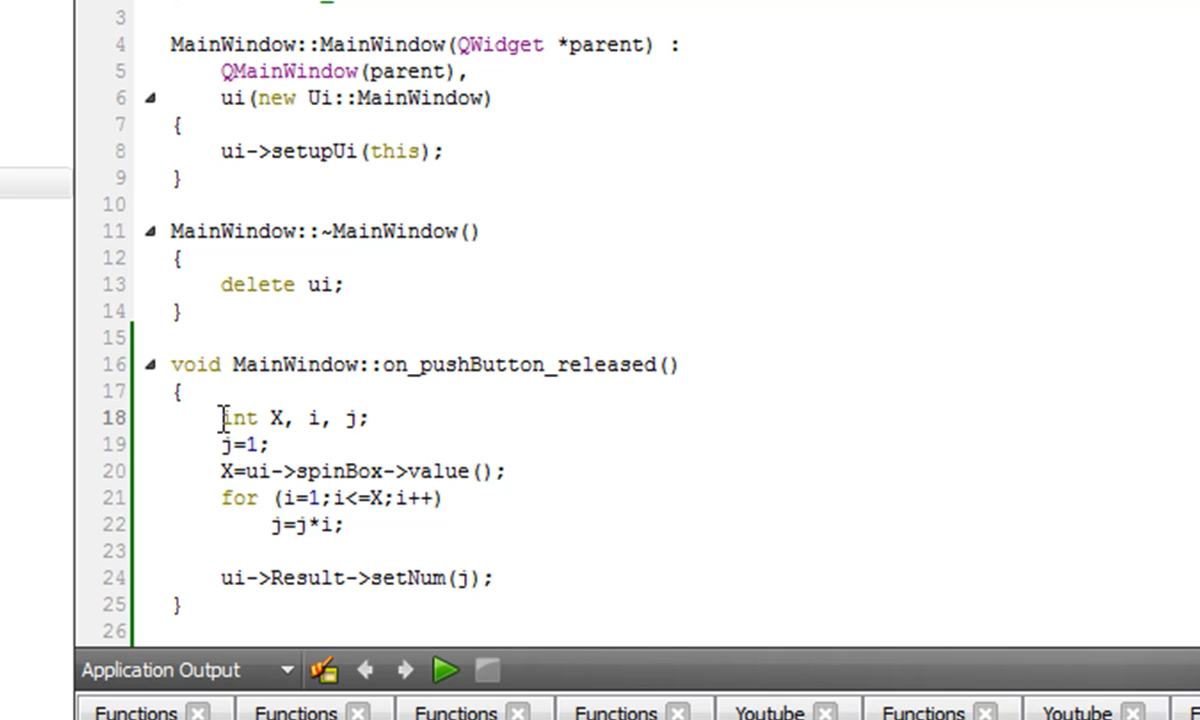 3
4 MainWindow::MainWindow(QWidget *parent) :
5 QMainWindow(parent),
6 ui(new Ui::MainWindow)
7 {
8 ui->setupUi(this);
9 }
10
11 MainWindow::~MainWindow()
12 {
13 delete ui;
14 }
15
16 void MainWindow::on_pushButton_released()
17 {
18 int X, i, j;
19 j=1;
20 X=ui->spinBox->value();
21 for (i=1;i<=X;i++)
22 j=j*i;
23
24 ui->Result->setNum(j);
25 }
26
Application Output
Functions Functions Functions Functions Youtube Functions Youtube